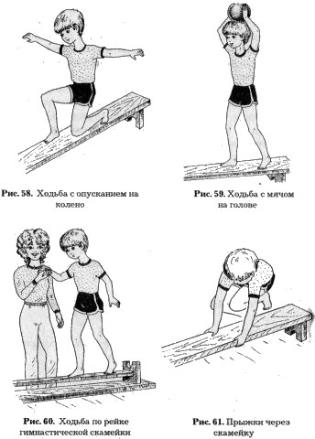 Рис. 58. Ходьба с опусканием на
колено
Рис. 59. Ходьба с мячом
на голове
Рис. 60. Ходьба по рейке
гимнастической скамейки
Рис. 61. Прыжки через
скамейку